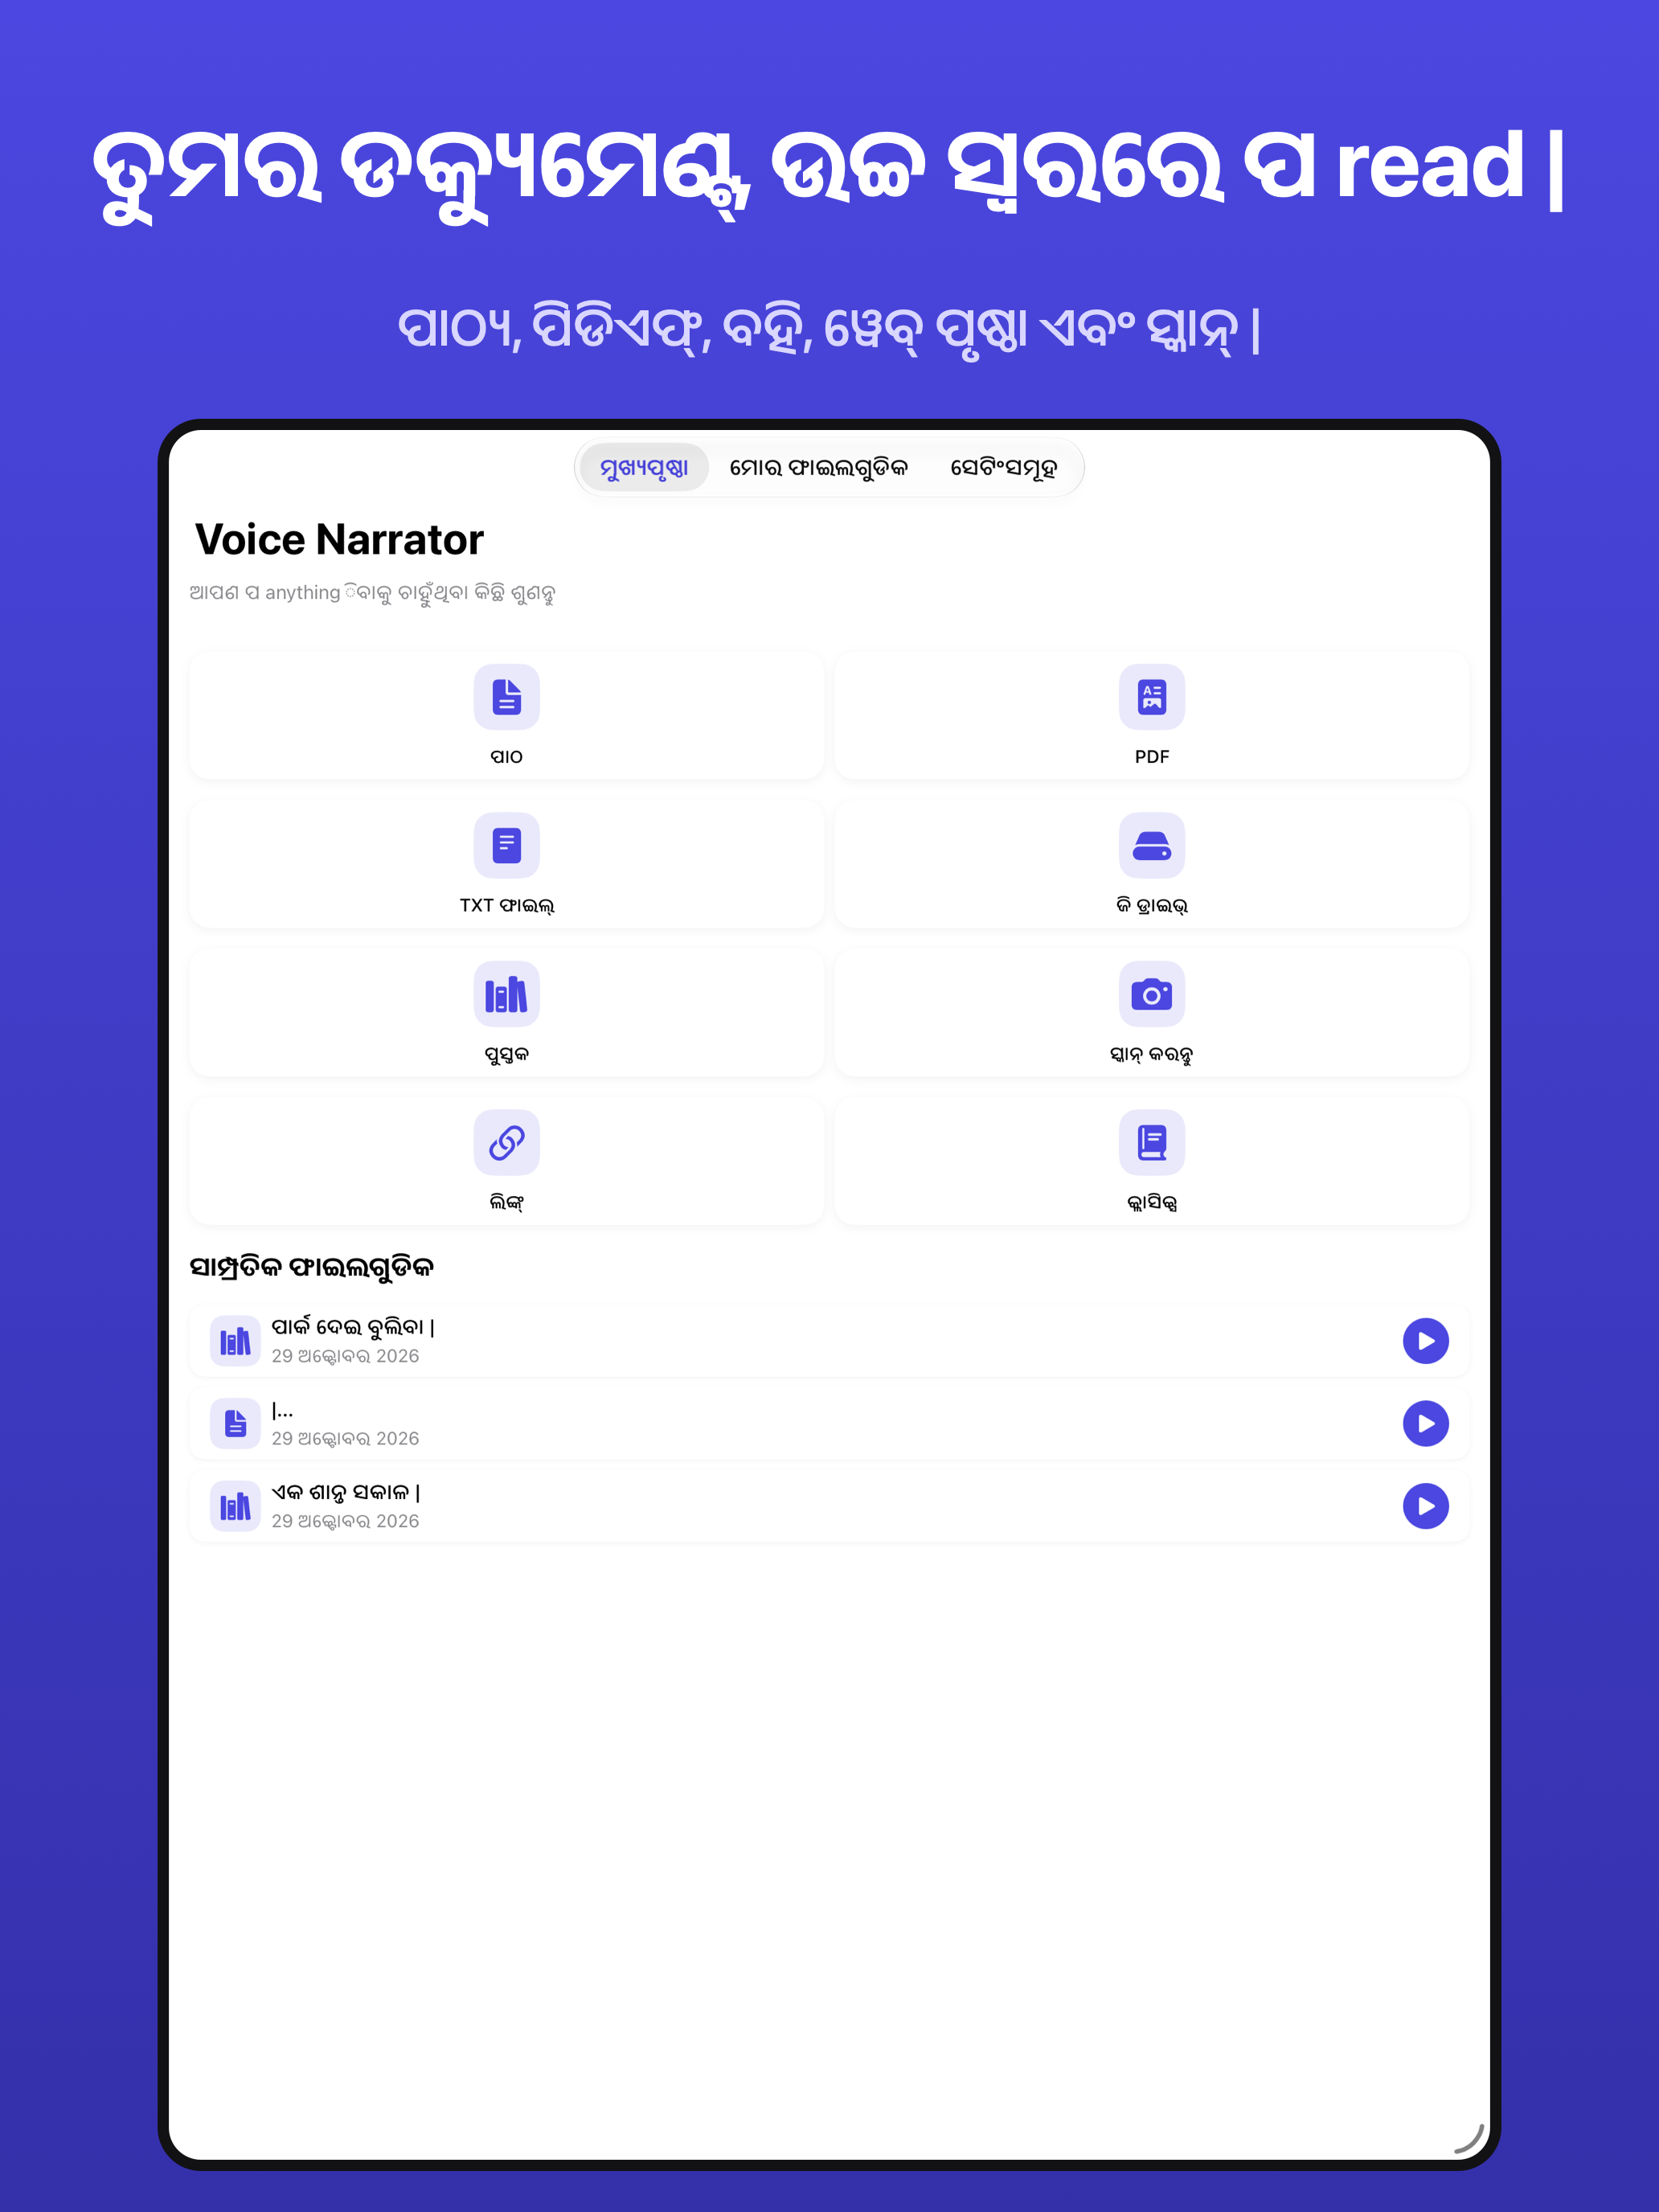 ତୁମର ଡକ୍ୟୁମେଣ୍ଟ୍, ଉଚ୍ଚ ସ୍ୱରରେ ପ read |
ପାଠ୍ୟ, ପିଡିଏଫ୍, ବହି, ୱେବ୍ ପୃଷ୍ଠା ଏବଂ ସ୍କାନ୍ |
ମୁଖ୍ୟପୃଷ୍ଠା ମୋର ଫାଇଲଗୁଡିକ ସେଟିଂସମୂହ
Voice Narrator
ଆପଣ ପ anything ିବାକୁ ଚାହୁଁଥିବା କିଛି ଶୁଣନ୍ତୁ
ପାଠ
PDF
TXT ଫାଇଲ୍
ଜି ଡ୍ରାଇଭ୍
ପୁସ୍ତକ
ସ୍କାନ୍ କରନ୍ତୁ
ଲିଙ୍କ୍
କ୍ଲାସିକ୍ସ
ସାମ୍ପ୍ରତିକ ଫାଇଲଗୁଡିକ
ପାର୍କ ଦେଇ ବୁଲିବା |
29 ଅକ୍ଟୋବର 2026
|...
29 ଅକ୍ଟୋବର 2026
ଏକ ଶାନ୍ତ ସକାଳ |
29 ଅକ୍ଟୋବର 2026